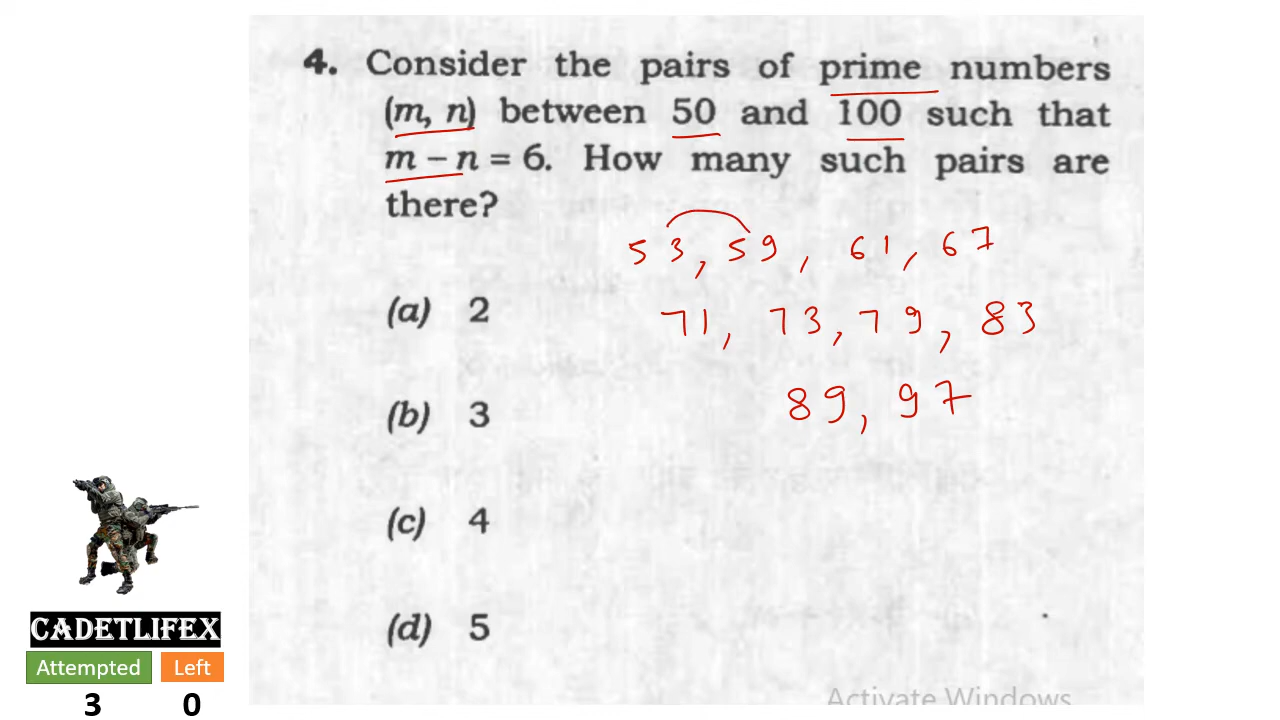 4. Consider the pairs of prime numbers
(m, n) between 50 and 100 such that
m − n = 6. How many such pairs are
there?
53, 59, 61, 67
(a) 2
71, 73, 79, 83
89, 97
(b) 3
(c) 4
(d) 5
CADETLIFEX
Attempted Left
3 0
Activate Windows